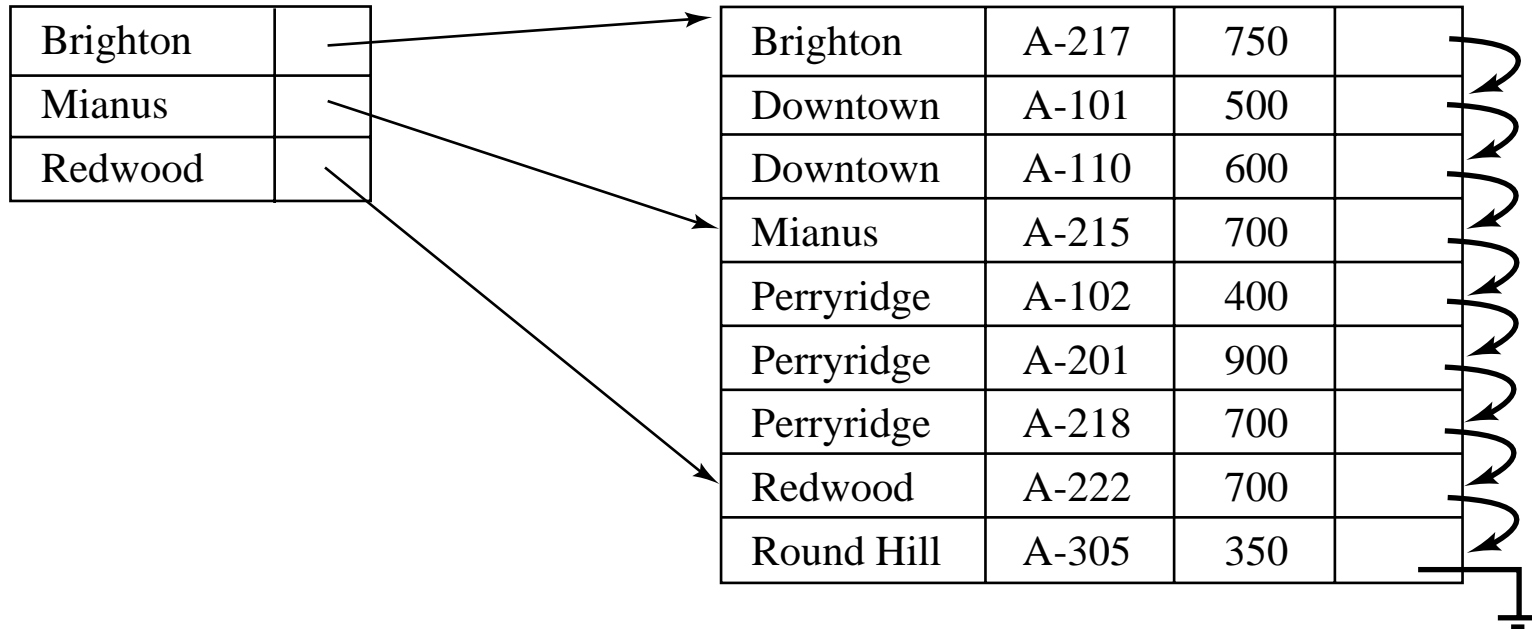 Brighton
Mianus
Redwood
Brighton A-217 750
Downtown A-101 500
Downtown A-110 600
Mianus A-215 700
Perryridge A-102 400
Perryridge A-201 900
Perryridge A-218 700
Redwood A-222 700
Round Hill A-305 350